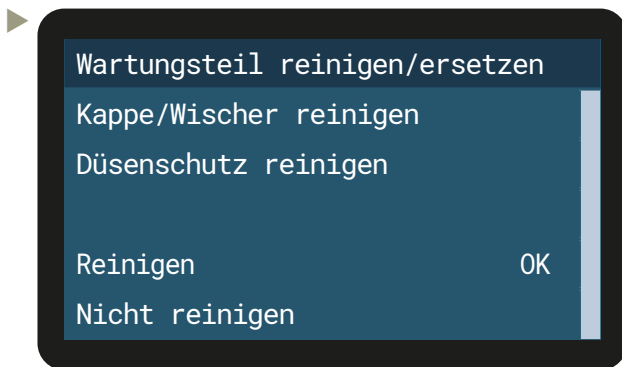 Wartungsteil reinigen/ersetzen
Kappe/Wischer reinigen
Düsenschutz reinigen
Reinigen OK
Nicht reinigen